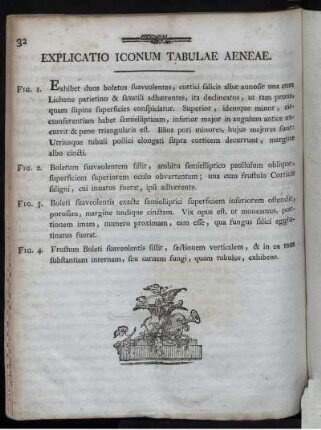 32
EXPLICATIO ICONUM TABULAE AENEAE.
FIG. 1. Exhibet duos boletos suaveolentes, cortici salicis albae annosae una cum
Lichene parietino & saxatili adhaerentes, ita delineatos, ut tam prona,
quam supina superficies conspiciatur. Superior, idemque minor, cir-
cumferentiam habet semiellipticam, inferior major in angulum antice ex-
currit & pene triangularis est. Illius pori minores, hujus majores sunt.
Utriusque tubuli pollici elongati supra corticem decurrunt, margine
albo cincti.
FIG. 2. Boletum suaveolentem sistit, ambitu semielliptico pustulatum oblique,
superficiem superiorem oculo obvertentem; una cum frustulo Corticis
saligni, cui innatus fuerat, ipsi adhaerente.
FIG. 3. Boleti suaveolentis exacte semielliptici superficiem inferiorem ostendit,
porosam, margine undique cinctam. Vix opus est, ut moneamus, por-
tionem imam, numero proximam, eam esse, qua fungus salici agglu-
tinatus fuerat.
FIG. 4. Frustum Boleti suaveolentis sistit, sectionem verticalem, & in ea tam
substantiam internam, seu carnem fungi, quam tubulos, exhibens.